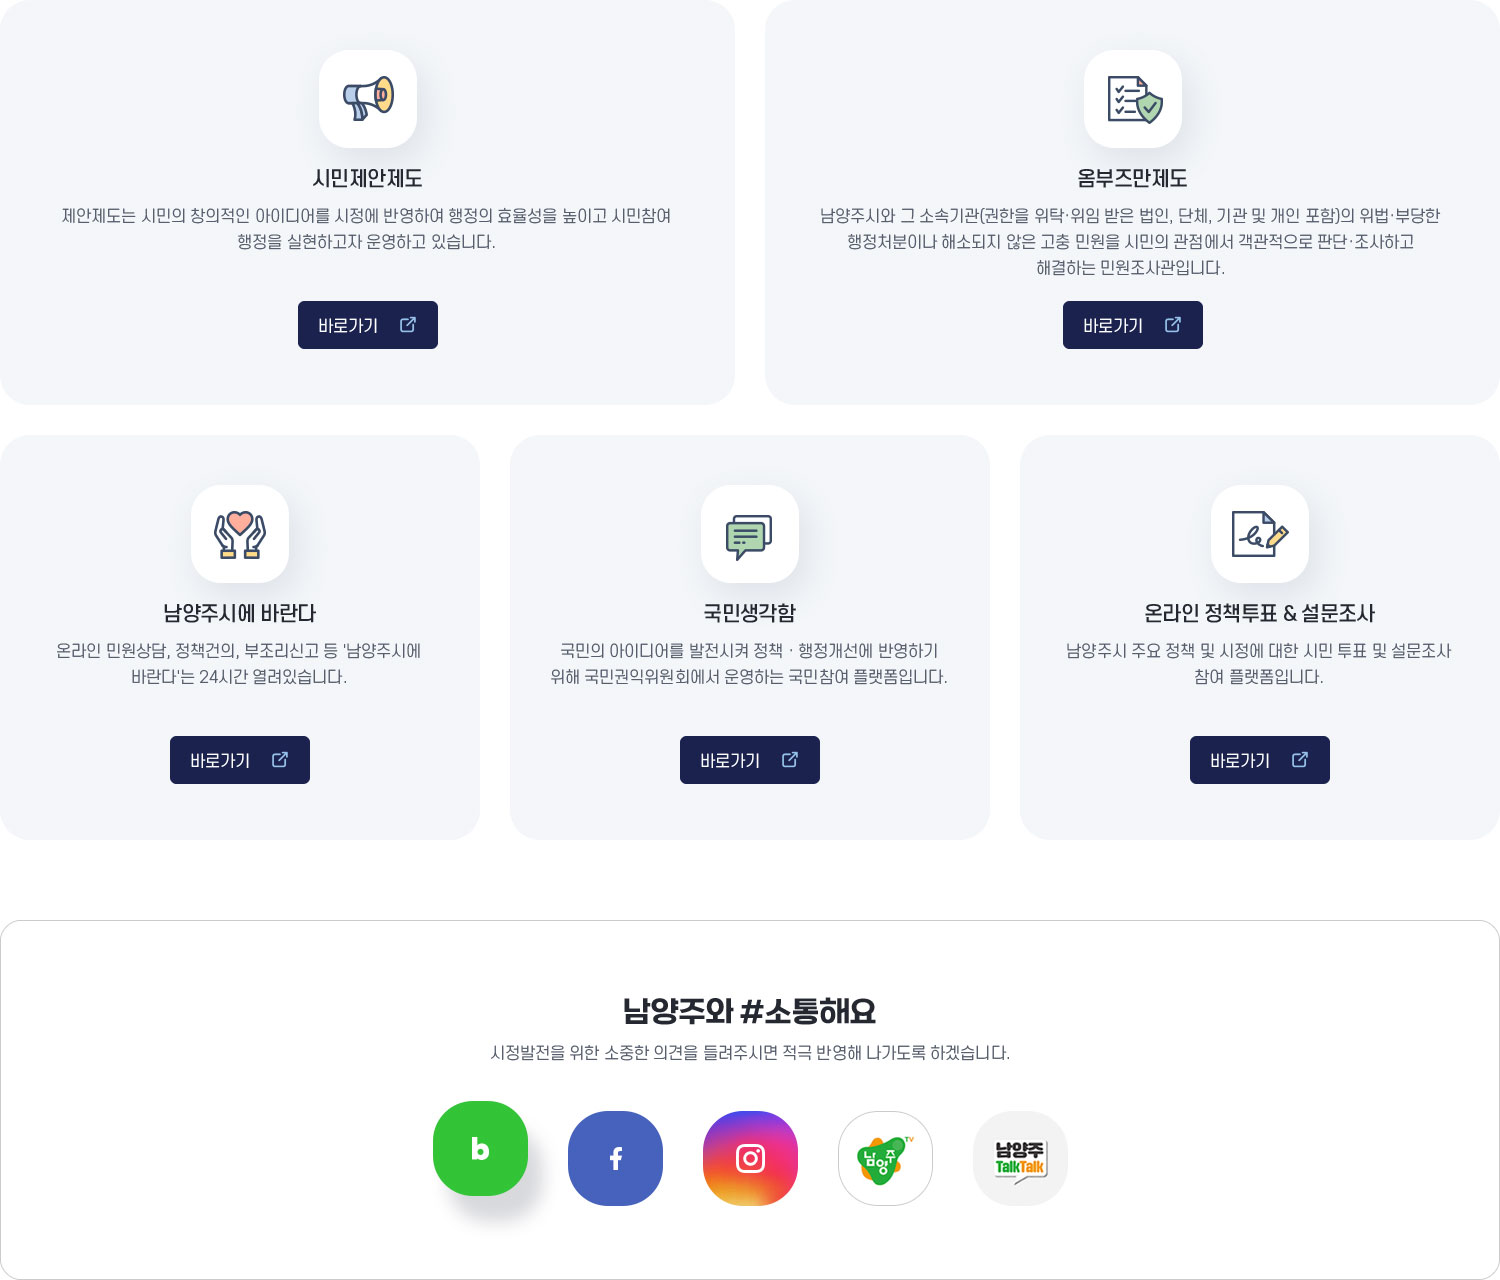 시민제안제도
제안제도는 시민의 창의적인 아이디어를 시정에 반영하여 행정의 효율성을 높이고 시민참여
행정을 실현하고자 운영하고 있습니다.
바로가기
옴부즈만제도
남양주시와 그 소속기관(권한을 위탁·위임 받은 법인, 단체, 기관 및 개인 포함)의 위법·부당한
행정처분이나 해소되지 않은 고충 민원을 시민의 관점에서 객관적으로 판단·조사하고
해결하는 민원조사관입니다.
바로가기
남양주시에 바란다
온라인 민원상담, 정책건의, 부조리신고 등 '남양주시에
바란다'는 24시간 열려있습니다.
바로가기
국민생각함
국민의 아이디어를 발전시켜 정책 · 행정개선에 반영하기
위해 국민권익위원회에서 운영하는 국민참여 플랫폼입니다.
바로가기
온라인 정책투표 & 설문조사
남양주시 주요 정책 및 시정에 대한 시민 투표 및 설문조사
참여 플랫폼입니다.
바로가기
남양주와 #소통해요
시정발전을 위한 소중한 의견을 들려주시면 적극 반영해 나가도록 하겠습니다.
b
f
남양주 TV
남양주
TalkTalk